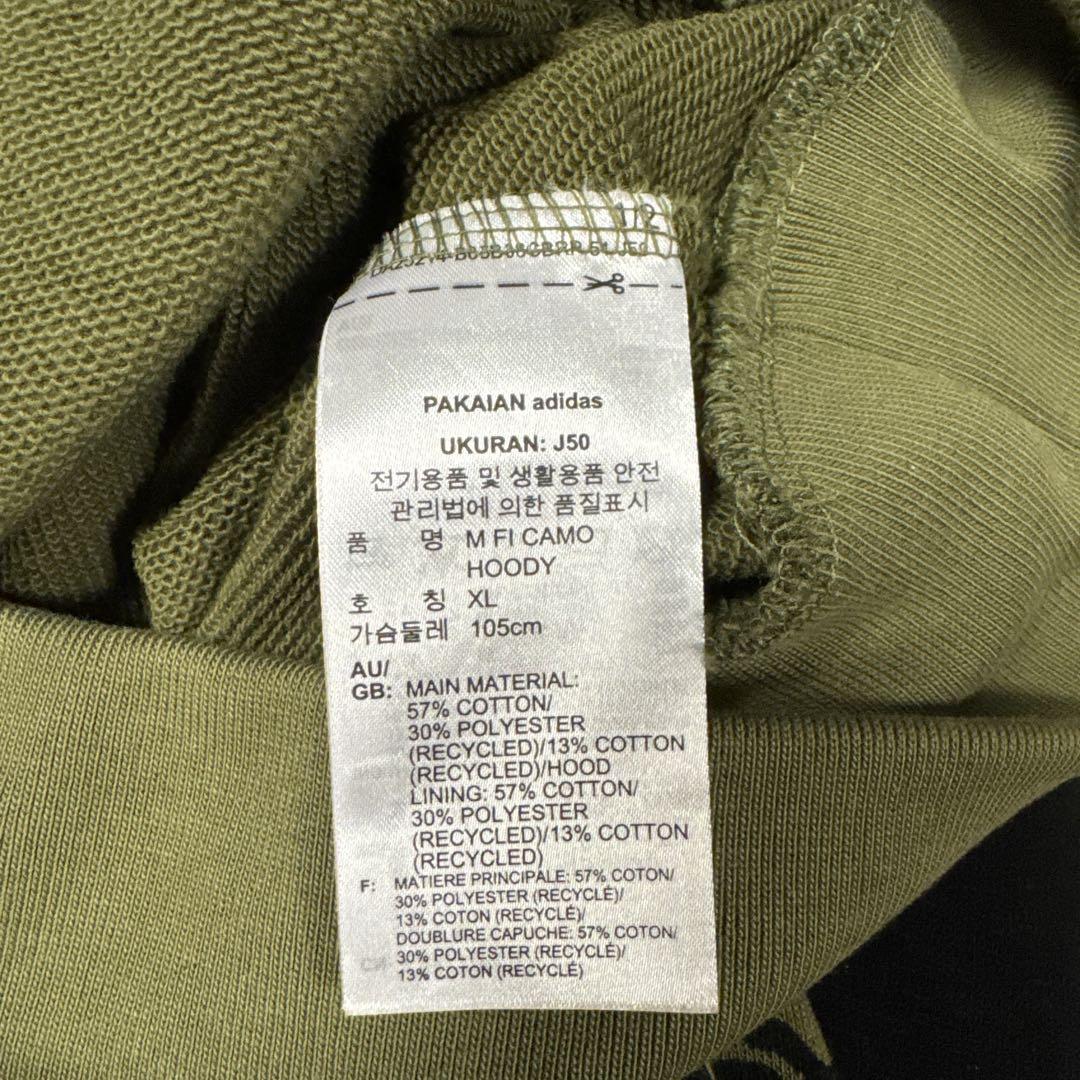 1/2
PAKAIAN adidas
UKURAN: J50
전기용품 및 생활용품 안전
관리법에 의한 품질표시
품 명 M FI CAMO
HOODY
호 칭 XL
가슴둘레 105cm
AU/
GB: MAIN MATERIAL:
57% COTTON/
30% POLYESTER
(RECYCLED)/13% COTTON
(RECYCLED)/HOOD
LINING: 57% COTTON/
30% POLYESTER
(RECYCLED)/13% COTTON
(RECYCLED)
F: MATIERE PRINCIPALE: 57% COTON/
30% POLYESTER (RECYCLÉ)/
13% COTON (RECYCLÉ)/
DOUBLURE CAPUCHE: 57% COTON/
30% POLYESTER (RECYCLÉ)/
13% COTON (RECYCLÉ)